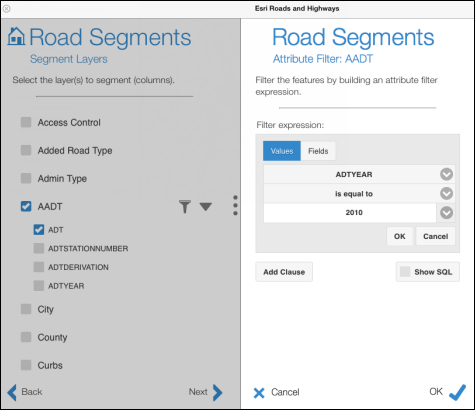 Esri Roads and Highways
Road Segments
Segment Layers
Select the layer(s) to segment (columns).
Access Control
Added Road Type
Admin Type
AADT
ADT
ADTSTATIONNUMBER
ADTDERIVATION
ADTYEAR
City
County
Curbs
Back
Next
Road Segments
Attribute Filter: AADT
Filter the features by building an attribute filter
expression.
Filter expression:
Values Fields
ADTYEAR
is equal to
2010
OK Cancel
Add Clause Show SQL
Cancel
OK